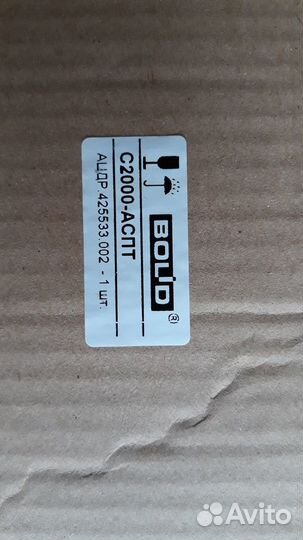 BOLID
®
С2000-АСПТ
АЦДР.425533.002 - 1 шт.
Avito